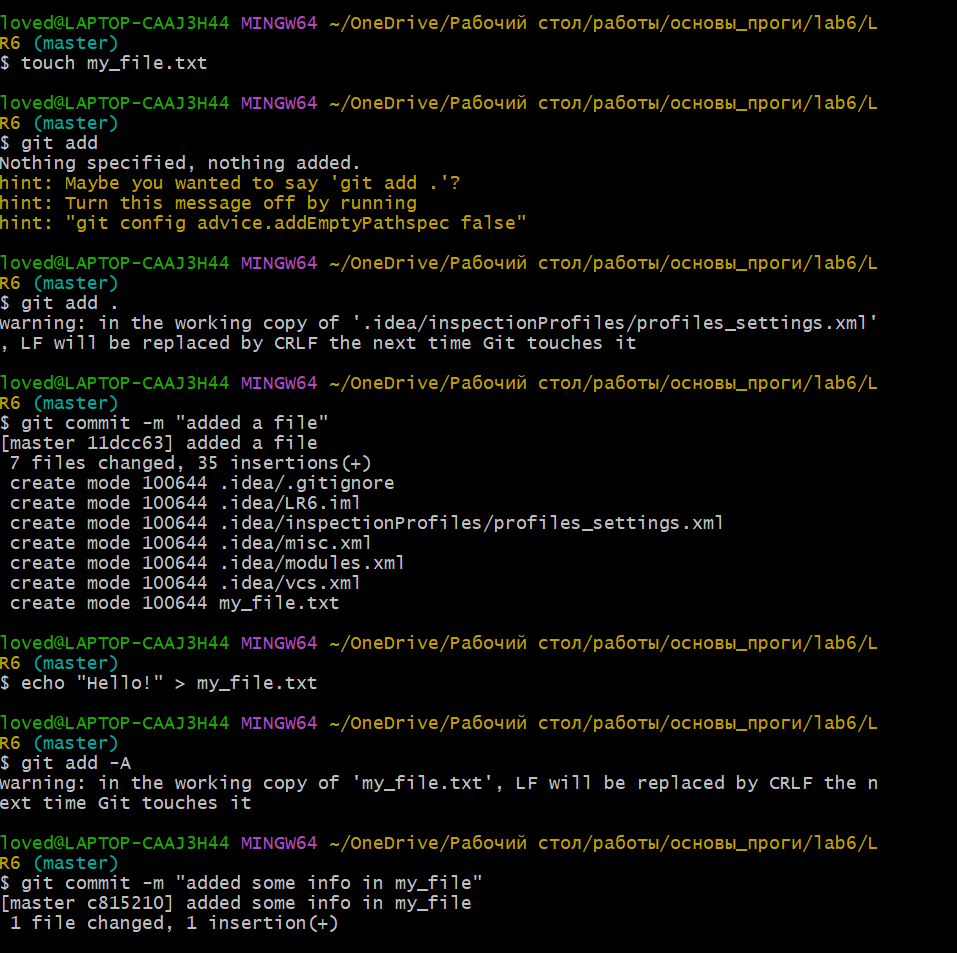 loved@LAPTOP-CAAJ3H44 MINGW64 ~/OneDrive/Рабочий стол/работы/основы_проги/lab6/L
R6 (master)
$ touch my_file.txt
loved@LAPTOP-CAAJ3H44 MINGW64 ~/OneDrive/Рабочий стол/работы/основы_проги/lab6/L
R6 (master)
$ git add
Nothing specified, nothing added.
hint: Maybe you wanted to say 'git add .'?
hint: Turn this message off by running
hint: "git config advice.addEmptyPathspec false"
loved@LAPTOP-CAAJ3H44 MINGW64 ~/OneDrive/Рабочий стол/работы/основы_проги/lab6/L
R6 (master)
$ git add .
warning: in the working copy of '.idea/inspectionProfiles/profiles_settings.xml'
, LF will be replaced by CRLF the next time Git touches it
loved@LAPTOP-CAAJ3H44 MINGW64 ~/OneDrive/Рабочий стол/работы/основы_проги/lab6/L
R6 (master)
$ git commit -m "added a file"
[master 11dcc63] added a file
7 files changed, 35 insertions(+)
create mode 100644 .idea/.gitignore
create mode 100644 .idea/LR6.iml
create mode 100644 .idea/inspectionProfiles/profiles_settings.xml
create mode 100644 .idea/misc.xml
create mode 100644 .idea/modules.xml
create mode 100644 .idea/vcs.xml
create mode 100644 my_file.txt
loved@LAPTOP-CAAJ3H44 MINGW64 ~/OneDrive/Рабочий стол/работы/основы_проги/lab6/L
R6 (master)
$ echo "Hello!" > my_file.txt
loved@LAPTOP-CAAJ3H44 MINGW64 ~/OneDrive/Рабочий стол/работы/основы_проги/lab6/L
R6 (master)
$ git add -A
warning: in the working copy of 'my_file.txt', LF will be replaced by CRLF the n
ext time Git touches it
loved@LAPTOP-CAAJ3H44 MINGW64 ~/OneDrive/Рабочий стол/работы/основы_проги/lab6/L
R6 (master)
$ git commit -m "added some info in my_file"
[master c815210] added some info in my_file
1 file changed, 1 insertion(+)